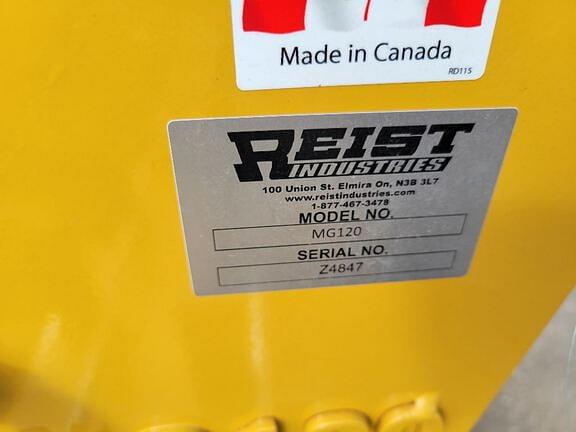 Made in Canada
RD115
REIST
INDUSTRIES
100 Union St. Elmira On, N3B 3L7
www.reistindustries.com
1-877-467-3478
MODEL NO.
MG120
SERIAL NO.
Z4847